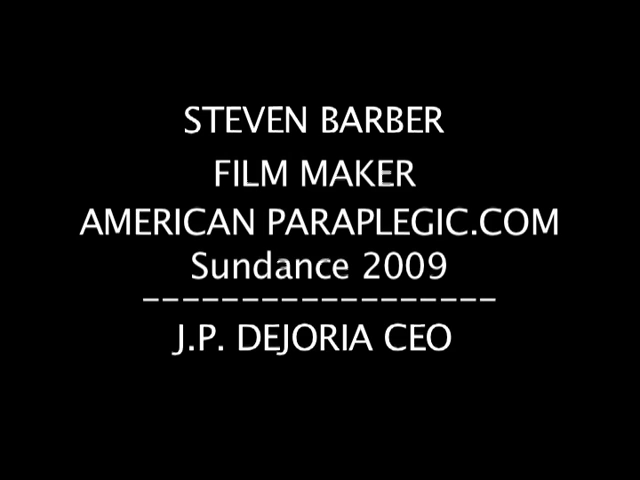 STEVEN BARBER
FILM MAKER
AMERICAN PARAPLEGIC.COM
Sundance 2009
------------------
J.P. DEJORIA CEO